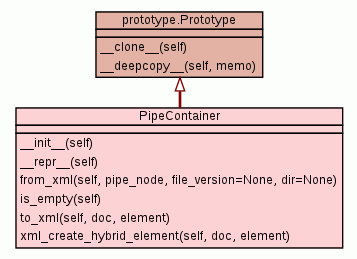 prototype.Prototype
__clone__(self)
__deepcopy__(self, memo)
PipeContainer
__init__(self)
__repr__(self)
from_xml(self, pipe_node, file_version=None, dir=None)
is_empty(self)
to_xml(self, doc, element)
xml_create_hybrid_element(self, doc, element)